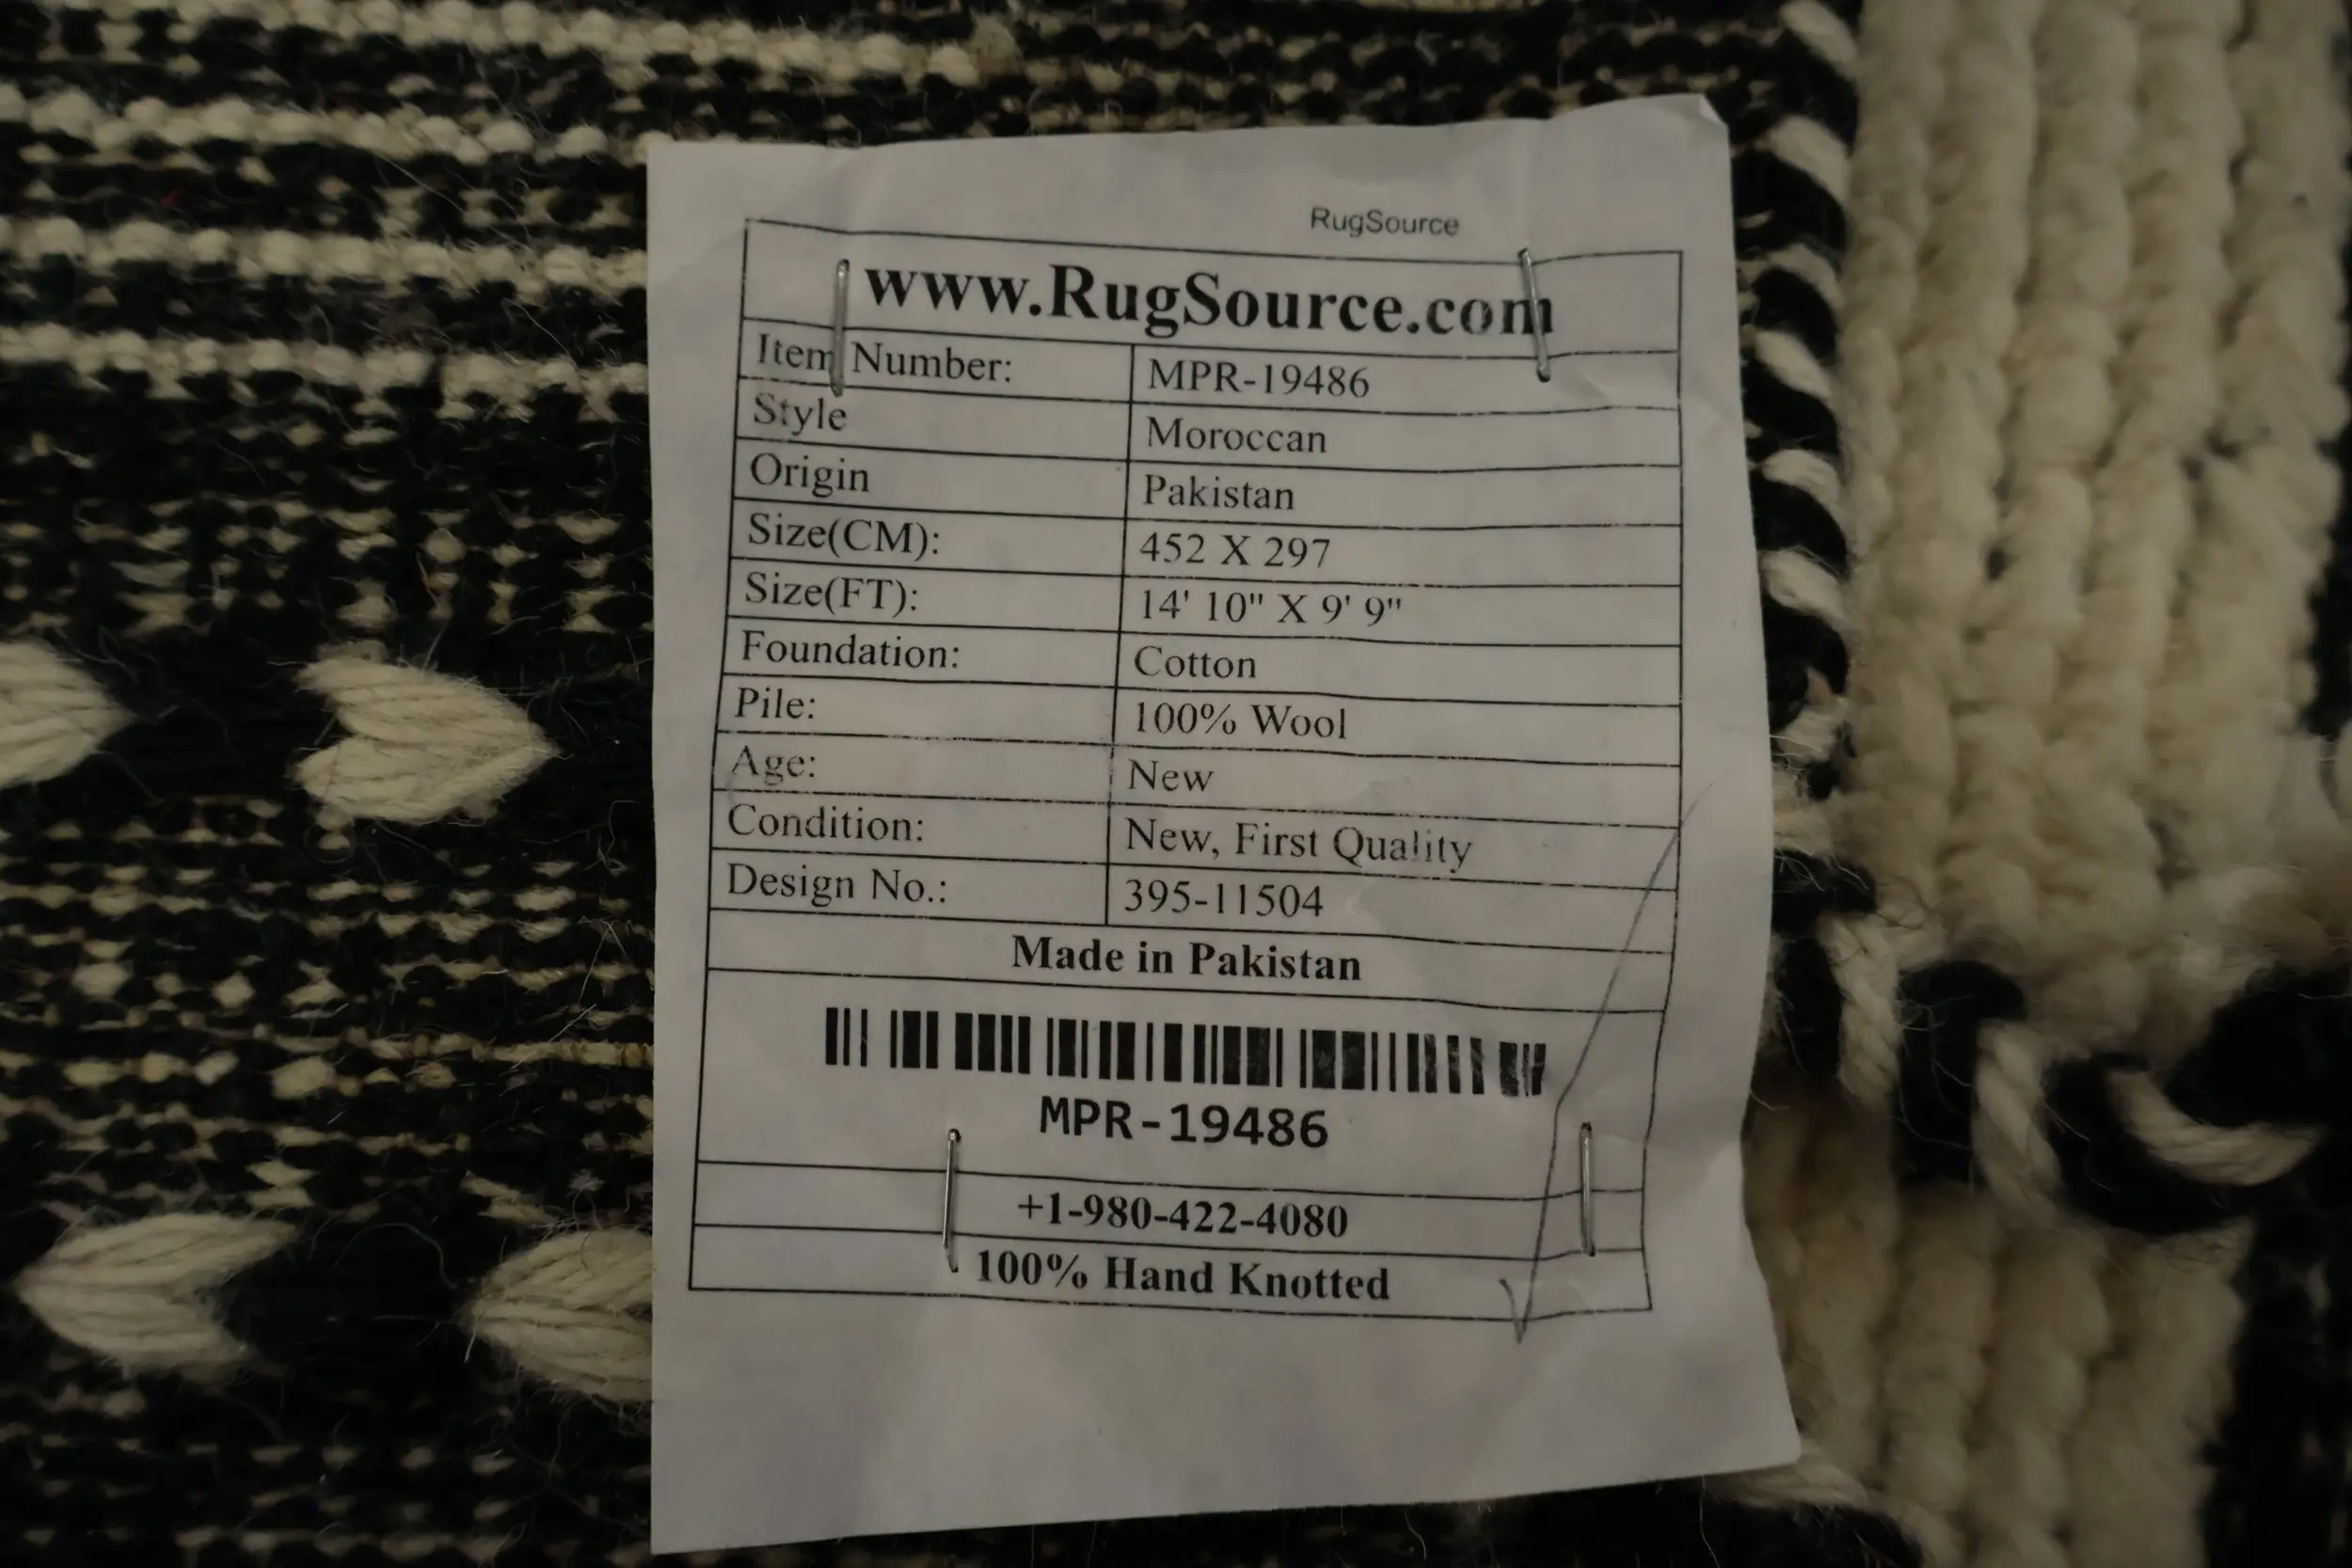 RugSource
www.RugSource.com
Item Number: MPR-19486
Style Moroccan
Origin Pakistan
Size(CM): 452 X 297
Size(FT): 14' 10" X 9' 9"
Foundation: Cotton
Pile: 100% Wool
Age: New
Condition: New, First Quality
Design No.: 395-11504
Made in Pakistan
MPR-19486
+1-980-422-4080
100% Hand Knotted